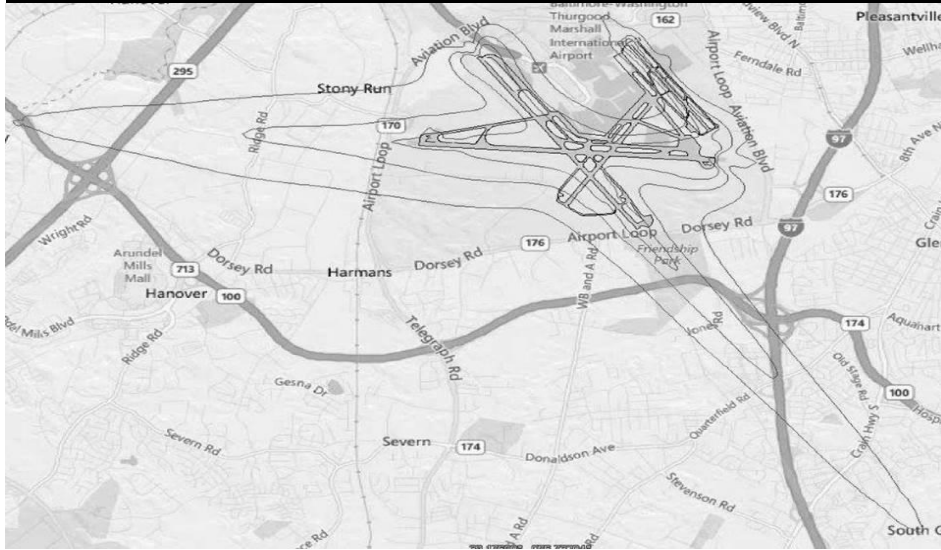 Hanover
Baltimore-Washington
Thurgood
Marshall
International
Airport
162
Pleasantville
Aviation Blvd
Airport Loop
Ferndale Rd
295
Stony Run
Ridge Rd
170
Airport Loop
Aviation Blvd
97
8th Ave N
176
Wright Rd
Dorsey Rd
97
Airport Loop
176
Friendship
Park
Dorsey Rd
Arundel
Mills
Mall
713
Dorsey Rd
Harmans
WB and A Rd
Hanover
100
Telegraph
Rd
Jones Rd
174
Aquahart
Ridge Rd
Old Stage Rd
100
Gesna Dr
Quarterfield Rd
Crain Hwy S
Severn Rd
Severn
174
Donaldson Ave
Stevenson Rd
South G